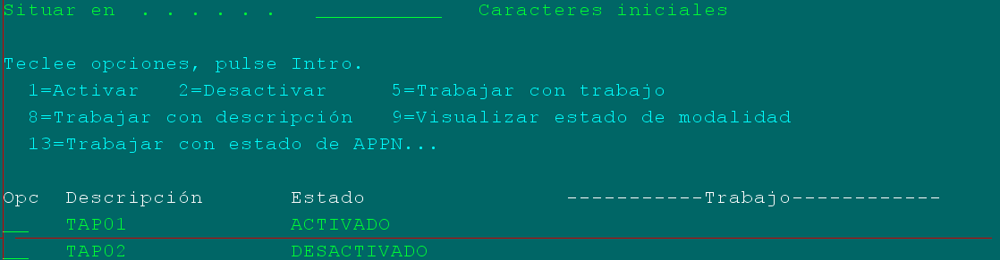 Situar en . . . . . . __________ Caracteres iniciales
Teclee opciones, pulse Intro.
1=Activar 2=Desactivar 5=Trabajar con trabajo
8=Trabajar con descripción 9=Visualizar estado de modalidad
13=Trabajar con estado de APPN...
Opc Descripción Estado -----------Trabajo------------
__ TAP01 ACTIVADO
__ TAP02 DESACTIVADO